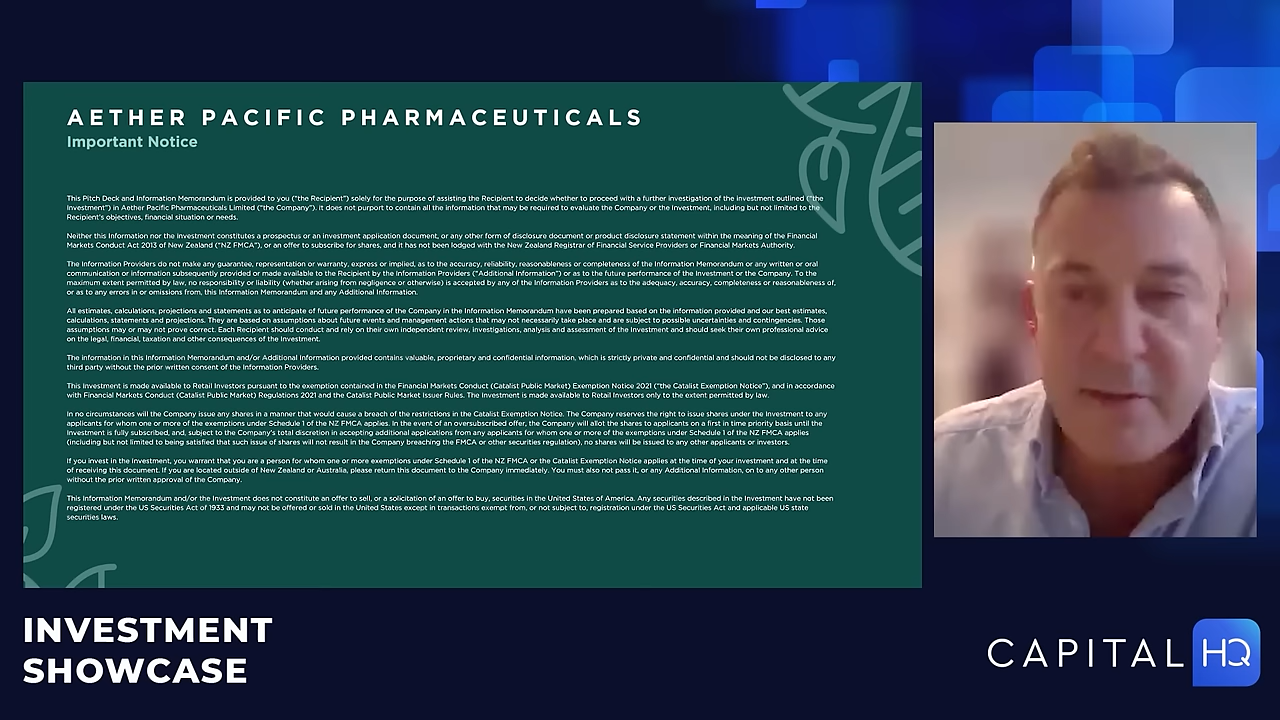 AETHER PACIFIC PHARMACEUTICALS
Important Notice
This Pitch Deck and Information Memorandum is provided to you ("the Recipient") solely for the purpose of assisting the Recipient to decide whether to proceed with a further investigation of the investment outlined ("the
Investment") in Aether Pacific Pharmaceuticals Limited ("the Company"). It does not purport to contain all the information that may be required to evaluate the Company or the Investment, including but not limited to the
Recipient's objectives, financial situation or needs.
Neither this Information nor the Investment constitutes a prospectus or an investment application document, or any other form of disclosure document or product disclosure statement within the meaning of the Financial
Markets Conduct Act 2013 of New Zealand ("NZ FMCA"), or an offer to subscribe for shares, and it has not been lodged with the New Zealand Registrar of Financial Service Providers or Financial Markets Authority.
The Information Providers do not make any guarantee, representation or warranty, express or implied, as to the accuracy, reliability, reasonableness or completeness of the Information Memorandum or any written or oral
communication or information subsequently provided or made available to the Recipient by the Information Providers ("Additional Information") or as to the future performance of the Investment or the Company. To the
maximum extent permitted by law, no responsibility or liability (whether arising from negligence or otherwise) is accepted by any of the Information Providers as to the adequacy, accuracy, completeness or reasonableness of,
or as to any errors in or omissions from, this Information Memorandum and any Additional Information.
All estimates, calculations, projections and statements as to anticipate of future performance of the Company in the Information Memorandum have been prepared based on the information provided and our best estimates,
calculations, statements and projections. They are based on assumptions about future events and management actions that may not necessarily take place and are subject to possible uncertainties and contingencies. Those
assumptions may or may not prove correct. Each Recipient should conduct and rely on their own independent review, investigations, analysis and assessment of the Investment and should seek their own professional advice
on the legal, financial, taxation and other consequences of the Investment.
The information in this Information Memorandum and/or Additional Information provided contains valuable, proprietary and confidential information, which is strictly private and confidential and should not be disclosed to any
third party without the prior written consent of the Information Providers.
This Investment is made available to Retail Investors pursuant to the exemption contained in the Financial Markets Conduct (Catalist Public Market) Exemption Notice 2021 ("the Catalist Exemption Notice"), and in accordance
with Financial Markets Conduct (Catalist Public Market) Regulations 2021 and the Catalist Public Market Issuer Rules. The Investment is made available to Retail Investors only to the extent permitted by law.
In no circumstances will the Company issue any shares in a manner that would cause a breach of the restrictions in the Catalist Exemption Notice. The Company reserves the right to issue shares under the Investment to any
applicants for whom one or more of the exemptions under Schedule 1 of the NZ FMCA applies. In the event of an oversubscribed offer, the Company will allot the shares to applicants on a first in time priority basis until the
Investment is fully subscribed, and, subject to the Company's total discretion in accepting additional applications from any applicants for whom one or more of the exemptions under Schedule 1 of the NZ FMCA applies
(including but not limited to being satisfied that such issue of shares will not result in the Company breaching the FMCA or other securities regulation), no shares will be issued to any other applicants or investors.
If you invest in the Investment, you warrant that you are a person for whom one or more exemptions under Schedule 1 of the NZ FMCA or the Catalist Exemption Notice applies at the time of your investment and at the time
of receiving this document. If you are located outside of New Zealand or Australia, please return this document to the Company immediately. You must also not pass it, or any Additional Information, on to any other person
without the prior written approval of the Company.
This Information Memorandum and/or the Investment does not constitute an offer to sell, or a solicitation of an offer to buy, securities in the United States of America. Any securities described in the Investment have not been
registered under the US Securities Act of 1933 and may not be offered or sold in the United States except in transactions exempt from, or not subject to, registration under the US Securities Act and applicable US state
securities laws.
INVESTMENT
SHOWCASE
CAPITAL HQ